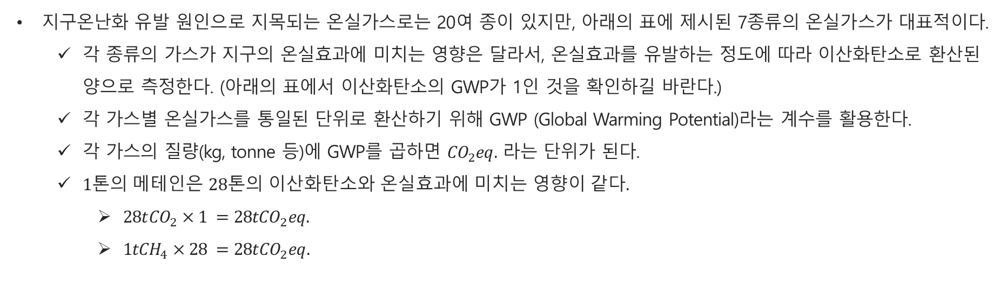 • 지구온난화 유발 원인으로 지목되는 온실가스로는 20여 종이 있지만, 아래의 표에 제시된 7종류의 온실가스가 대표적이다.
✓ 각 종류의 가스가 지구의 온실효과에 미치는 영향은 달라서, 온실효과를 유발하는 정도에 따라 이산화탄소로 환산된
양으로 측정한다. (아래의 표에서 이산화탄소의 GWP가 1인 것을 확인하길 바란다.)
✓ 각 가스별 온실가스를 통일된 단위로 환산하기 위해 GWP (Global Warming Potential)라는 계수를 활용한다.
✓ 각 가스의 질량(kg, tonne 등)에 GWP를 곱하면 CO₂eq. 라는 단위가 된다.
✓ 1톤의 메테인은 28톤의 이산화탄소와 온실효과에 미치는 영향이 같다.
➢ 28tCO₂ × 1 = 28tCO₂eq.
➢ 1tCH₄ × 28 = 28tCO₂eq.